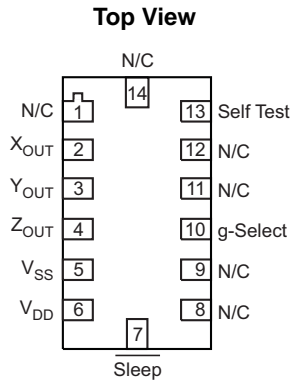 Top View
N/C
14
N/C 1 13 Self Test
XOUT 2 12 N/C
YOUT 3 11 N/C
ZOUT 4 10 g-Select
VSS 5 9 N/C
VDD 6 8 N/C
7
Sleep